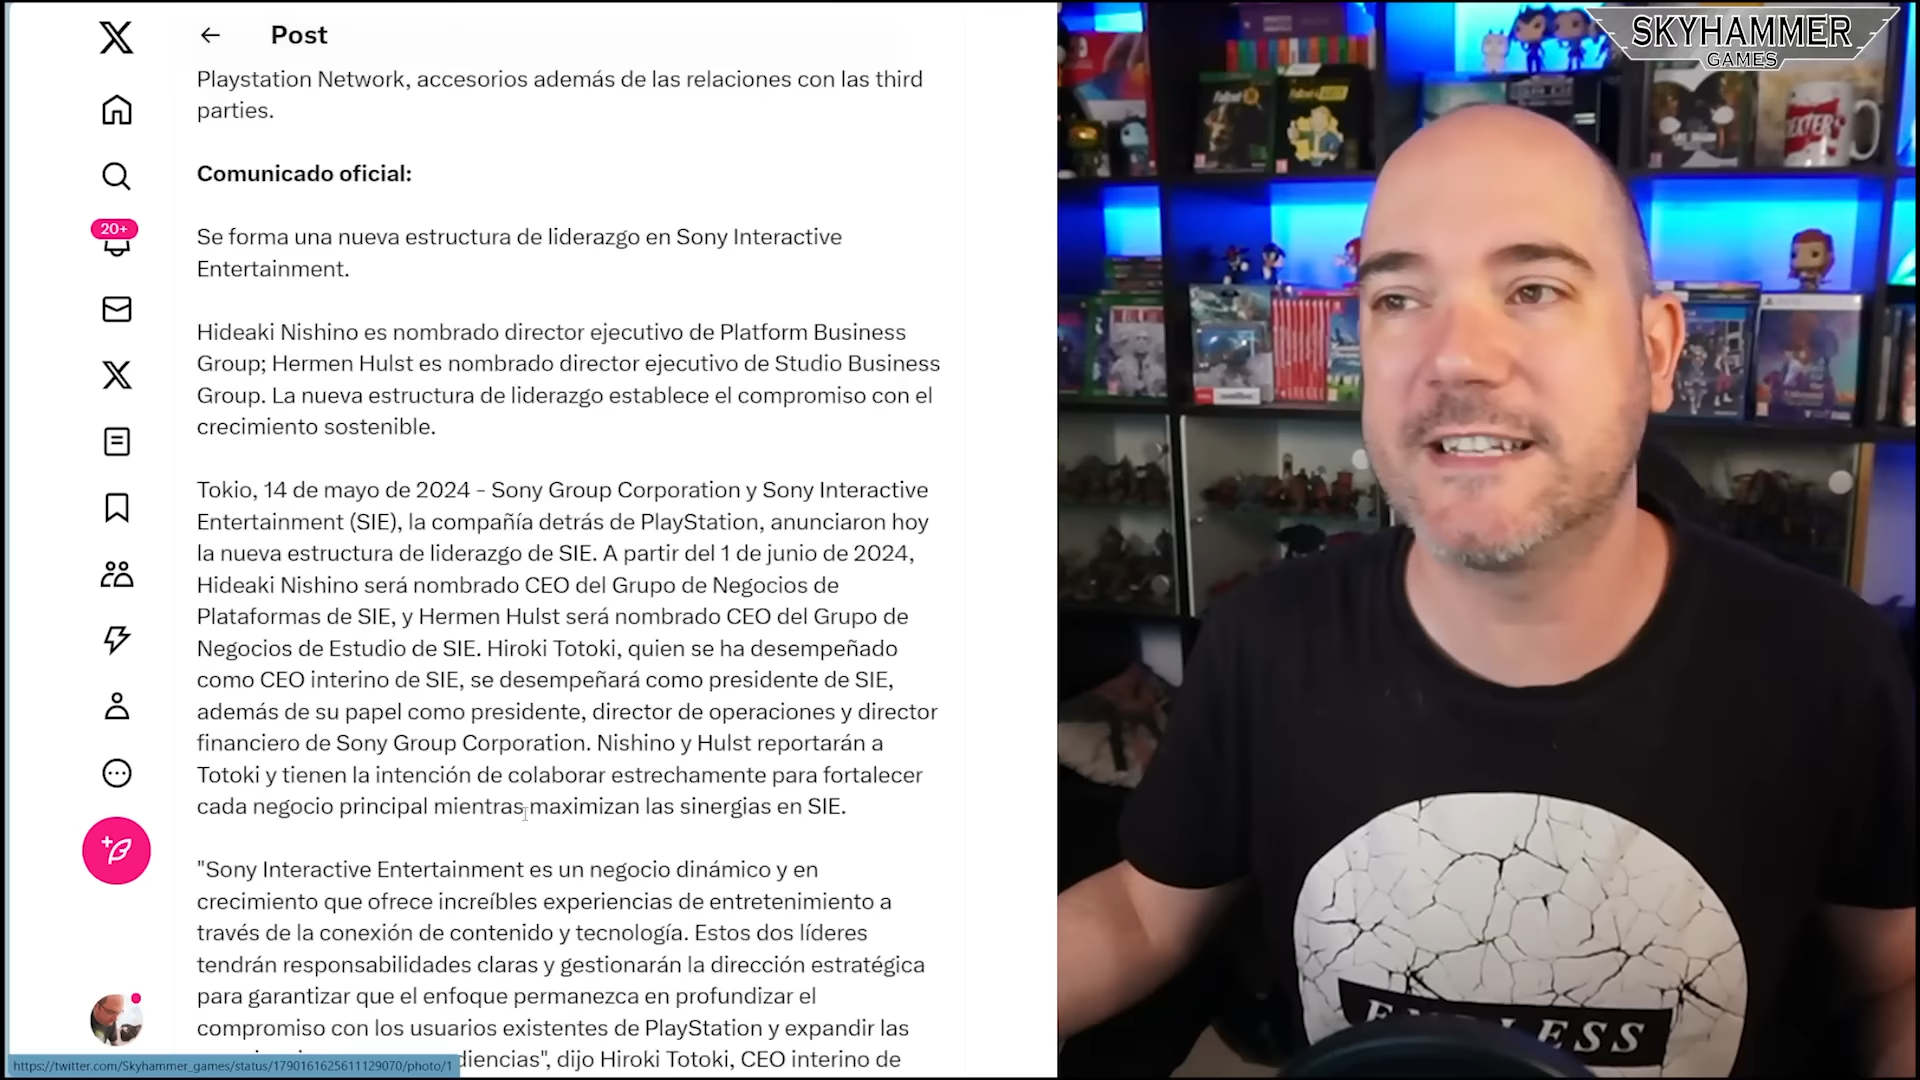 Post
Playstation Network, accesorios además de las relaciones con las third
parties.
Comunicado oficial:
Se forma una nueva estructura de liderazgo en Sony Interactive
Entertainment.
Hideaki Nishino es nombrado director ejecutivo de Platform Business
Group; Hermen Hulst es nombrado director ejecutivo de Studio Business
Group. La nueva estructura de liderazgo establece el compromiso con el
crecimiento sostenible.
Tokio, 14 de mayo de 2024 - Sony Group Corporation y Sony Interactive
Entertainment (SIE), la compañía detrás de PlayStation, anunciaron hoy
la nueva estructura de liderazgo de SIE. A partir del 1 de junio de 2024,
Hideaki Nishino será nombrado CEO del Grupo de Negocios de
Plataformas de SIE, y Hermen Hulst será nombrado CEO del Grupo de
Negocios de Estudio de SIE. Hiroki Totoki, quien se ha desempeñado
como CEO interino de SIE, se desempeñará como presidente de SIE,
además de su papel como presidente, director de operaciones y director
financiero de Sony Group Corporation. Nishino y Hulst reportarán a
Totoki y tienen la intención de colaborar estrechamente para fortalecer
cada negocio principal mientras maximizan las sinergias en SIE.
"Sony Interactive Entertainment es un negocio dinámico y en
crecimiento que ofrece increíbles experiencias de entretenimiento a
través de la conexión de contenido y tecnología. Estos dos líderes
tendrán responsabilidades claras y gestionarán la dirección estratégica
para garantizar que el enfoque permanezca en profundizar el
compromiso con los usuarios existentes de PlayStation y expandir las
diencias", dijo Hiroki Totoki, CEO interino de
20+
https://twitter.com/Skyhammer_games/status/1790161625611129070/photo/1
SKYHAMMER
GAMES
Fallout
Fallout
DEXTER
ENDLESS